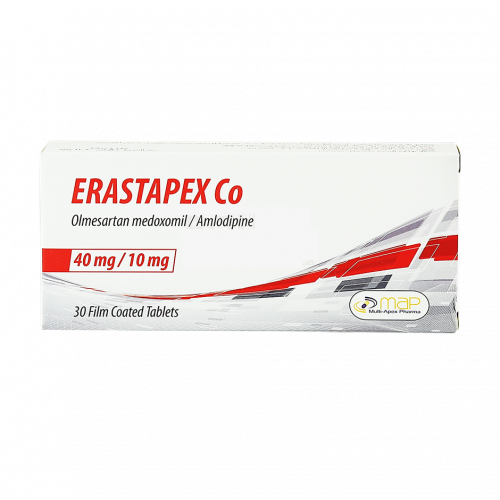 ERASTAPEX Co
Olmesartan medoxomil / Amlodipine
40 mg / 10 mg
30 Film Coated Tablets
map
Multi-Apex Pharma